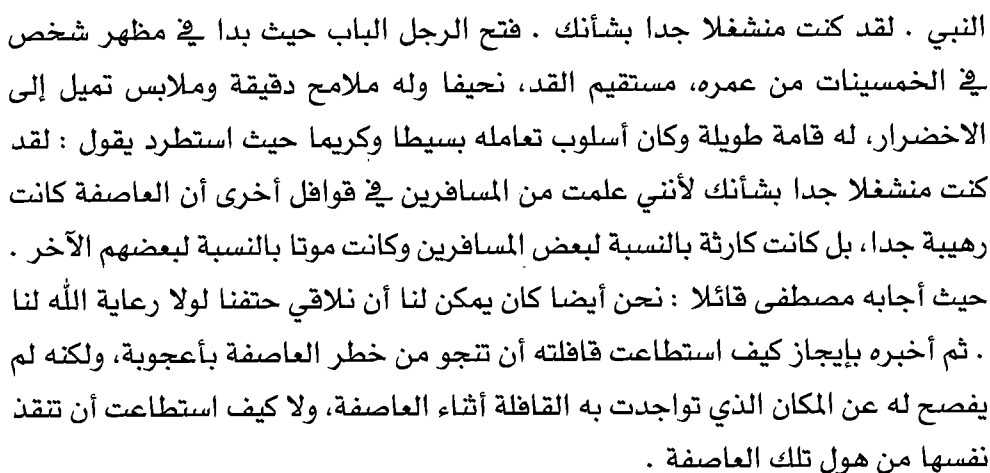 النبي . لقد كنت منشغلا جدا بشأنك . فتح الرجل الباب حيث بدا في مظهر شخص
في الخمسينات من عمره، مستقيم القد، نحيفا وله ملامح دقيقة وملابس تميل إلى
الاخضرار، له قامة طويلة وكان أسلوب تعامله بسيطا وكريما حيث استطرد يقول : لقد
كنت منشغلا جدا بشأنك لأنني علمت من المسافرين في قوافل أخرى أن العاصفة كانت
رهيبة جدا، بل كانت كارثة بالنسبة لبعض المسافرين وكانت موتا بالنسبة لبعضهم الآخر .
حيث أجابه مصطفى قائلا : نحن أيضا كان يمكن لنا أن نلاقي حتفنا لولا رعاية الله لنا
. ثم أخبره بإيجاز كيف استطاعت قافلته أن تنجو من خطر العاصفة بأعجوبة، ولكنه لم
يفصح له عن المكان الذي تواجدت به القافلة أثناء العاصفة، ولا كيف استطاعت أن تنقذ
نفسها من هول تلك العاصفة .